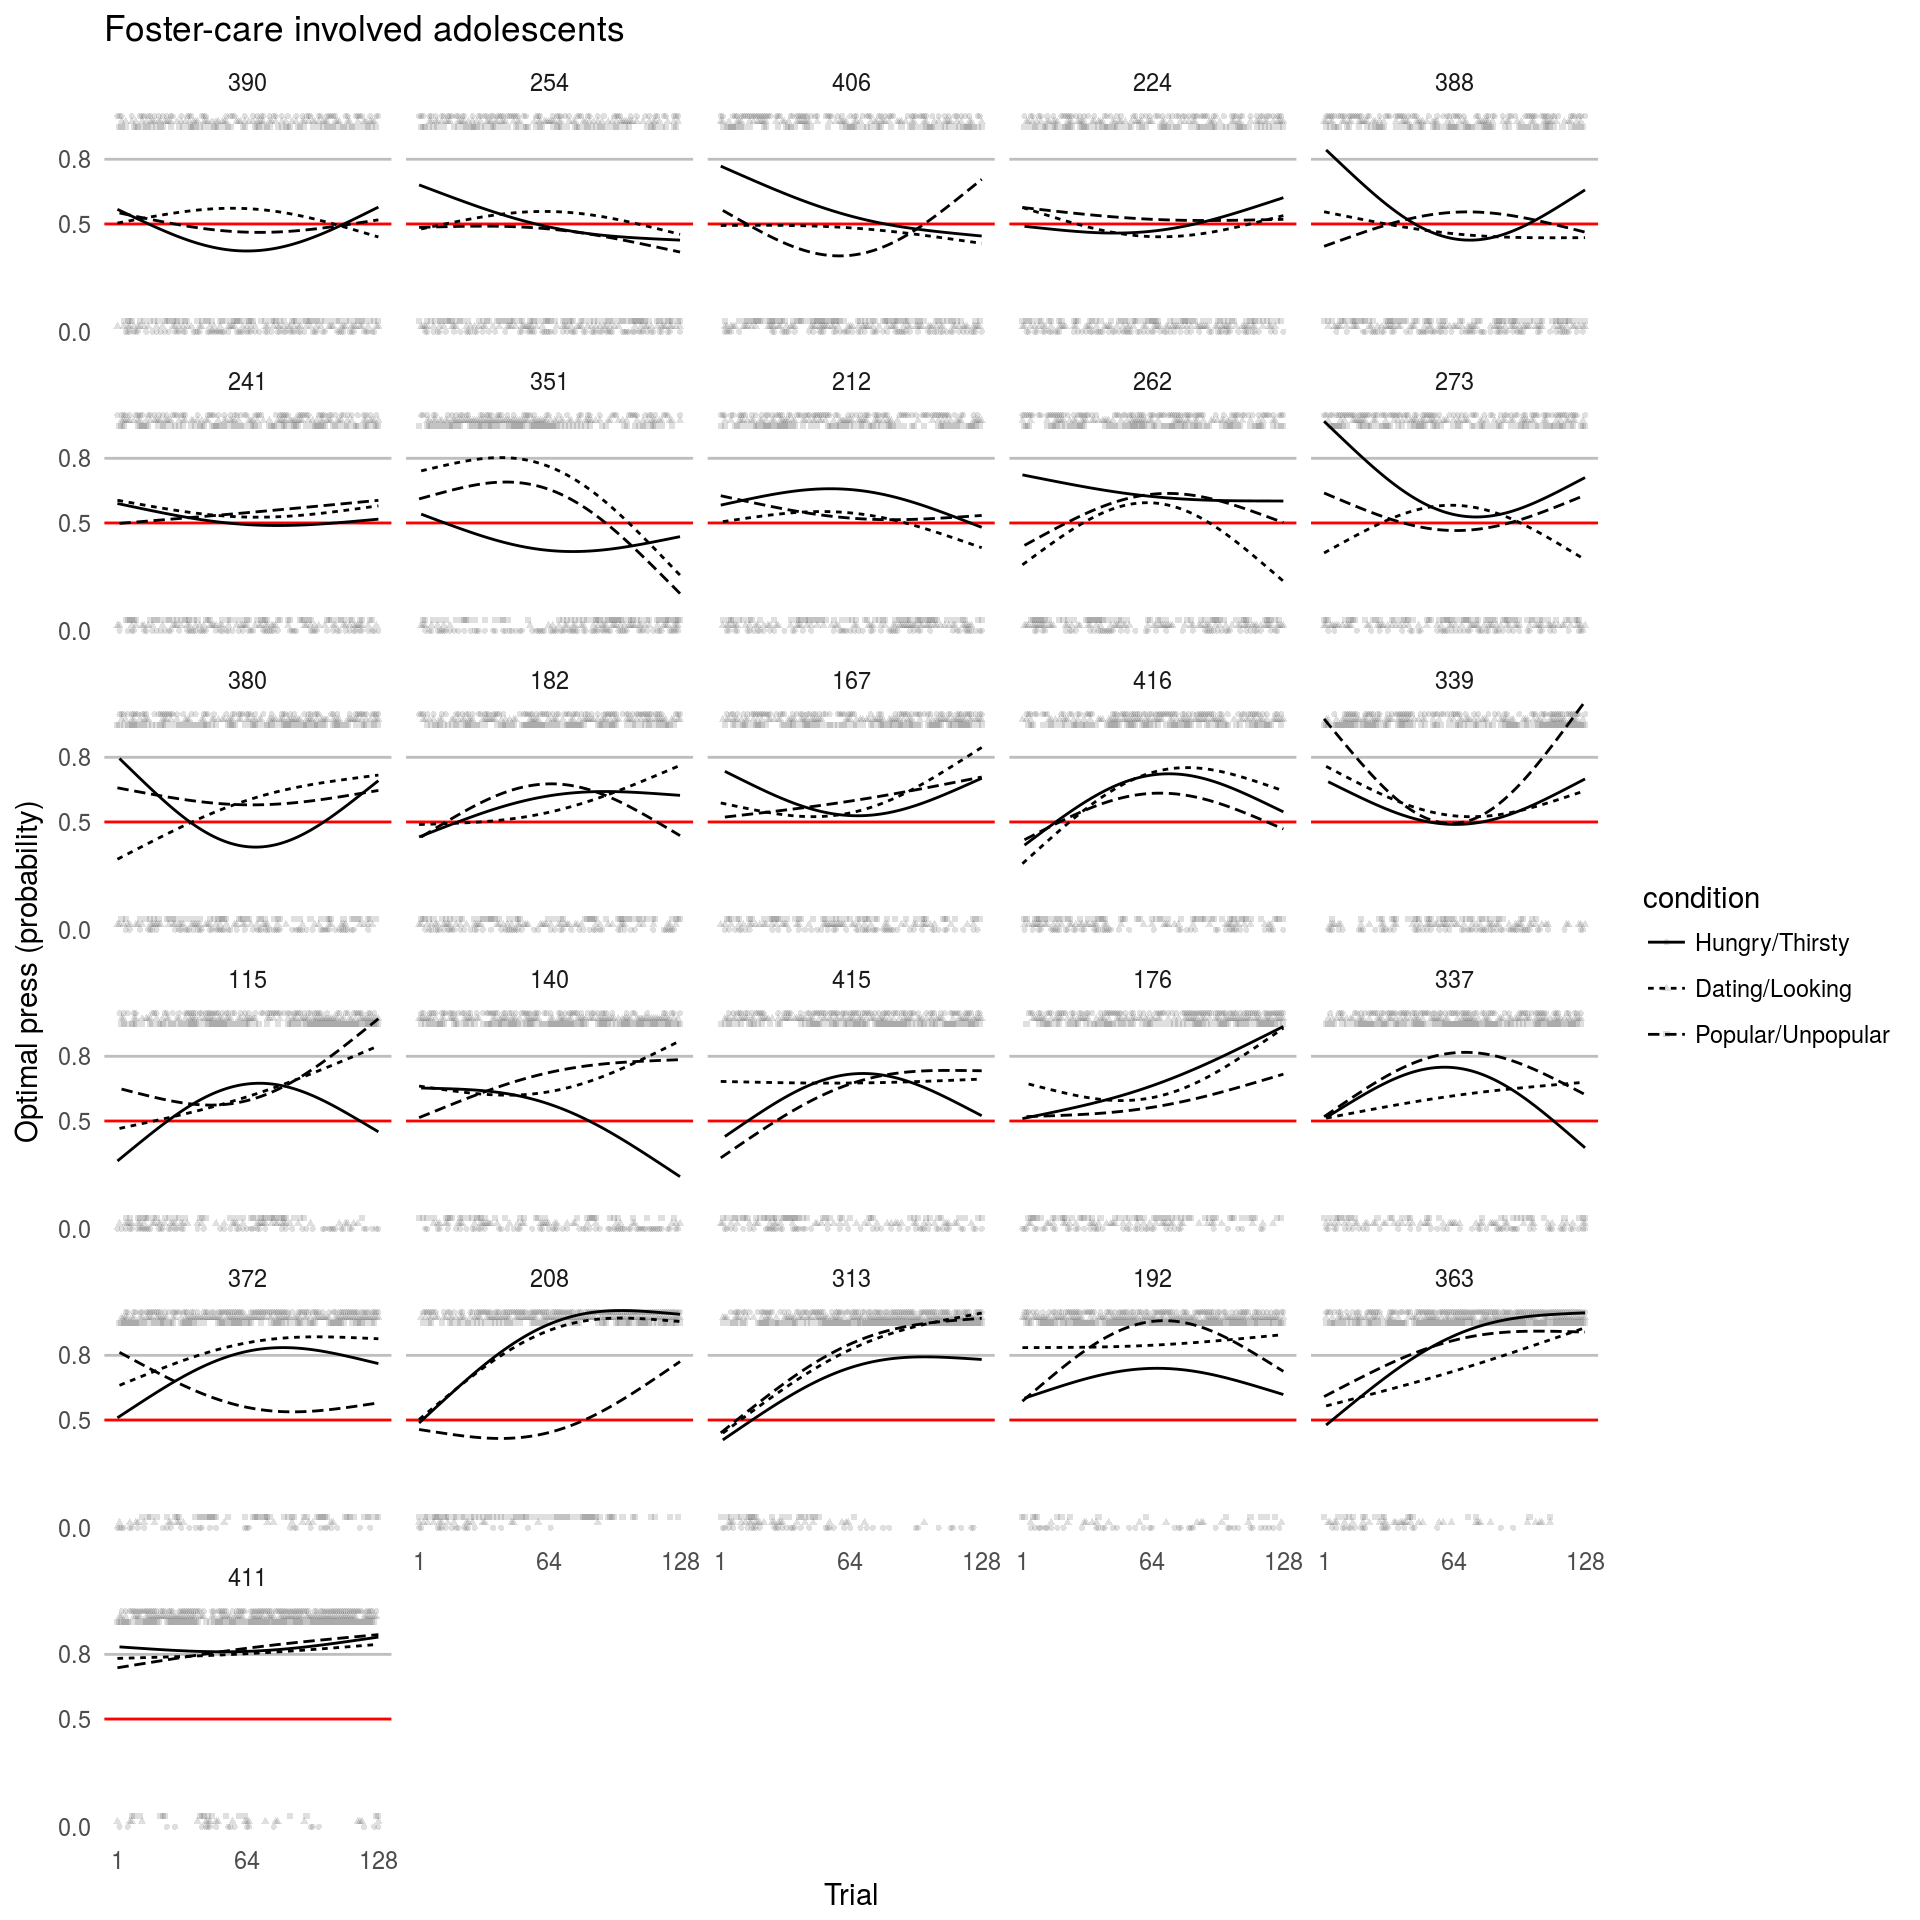 Foster-care involved adolescents
390 254 406 224 388
0.8
0.5
0.0
241 351 212 262 273
0.8
0.5
0.0
380 182 167 416 339
0.8
0.5
0.0
115 140 415 176 337
0.8
0.5
0.0
372 208 313 192 363
0.8
0.5
0.0
1 64 128 1 64 128 1 64 128 1 64 128
411
0.8
0.5
0.0
1 64 128
Trial
Optimal press (probability)
condition
Hungry/Thirsty
Dating/Looking
Popular/Unpopular